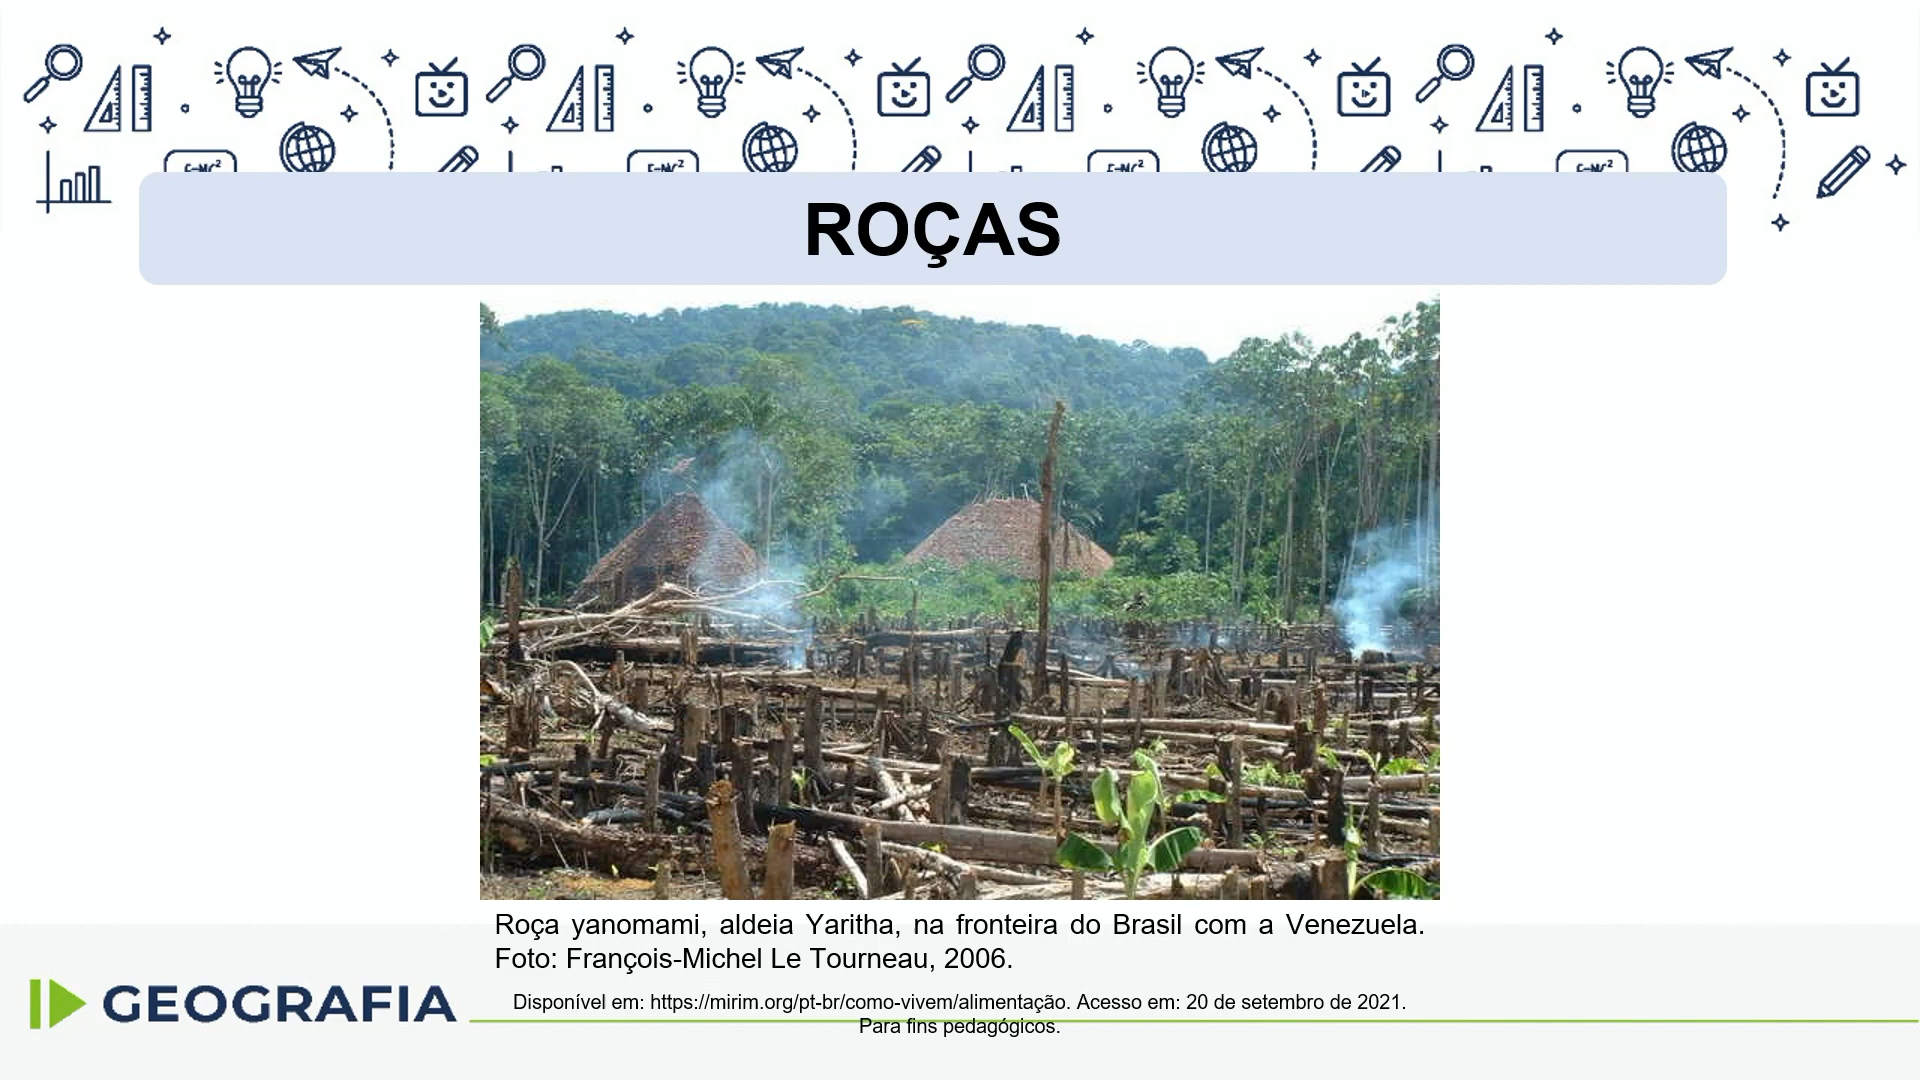 ROÇAS
Roça yanomami, aldeia Yaritha, na fronteira do Brasil com a Venezuela.
Foto: François-Michel Le Tourneau, 2006.
GEOGRAFIA
Disponível em: https://mirim.org/pt-br/como-vivem/alimentação. Acesso em: 20 de setembro de 2021.
Para fins pedagógicos.